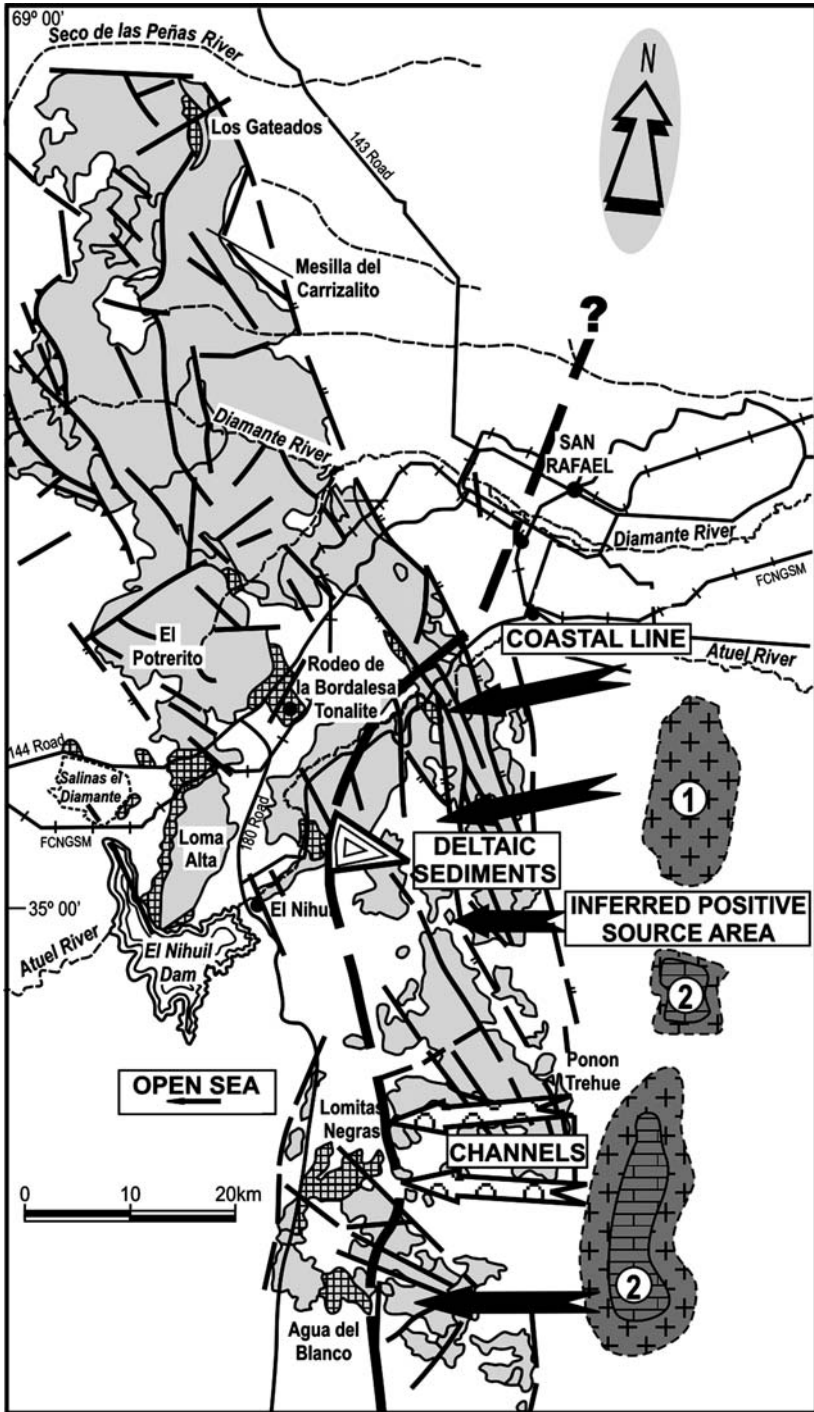 69º 00'
Seco de las Peñas River
N
Los Gateados
143 Road
Mesilla del
Carrizalito
?
Diamante River
SAN
RAFAEL
Diamante River
FCNGSM
COASTAL LINE
Atuel River
El
Potrerito
Rodeo de
la Bordalesa
Tonalite
144 Road
Salinas el
Diamante
1
FCNGSM
Loma
Alta
180 Road
DELTAIC
SEDIMENTS
35º 00'
El Nihuil
INFERRED POSITIVE
SOURCE AREA
Atuel River
El Nihuil
Dam
2
Ponon
Trehue
OPEN SEA
Lomitas
Negras
CHANNELS
0 10 20km
2
Agua del
Blanco